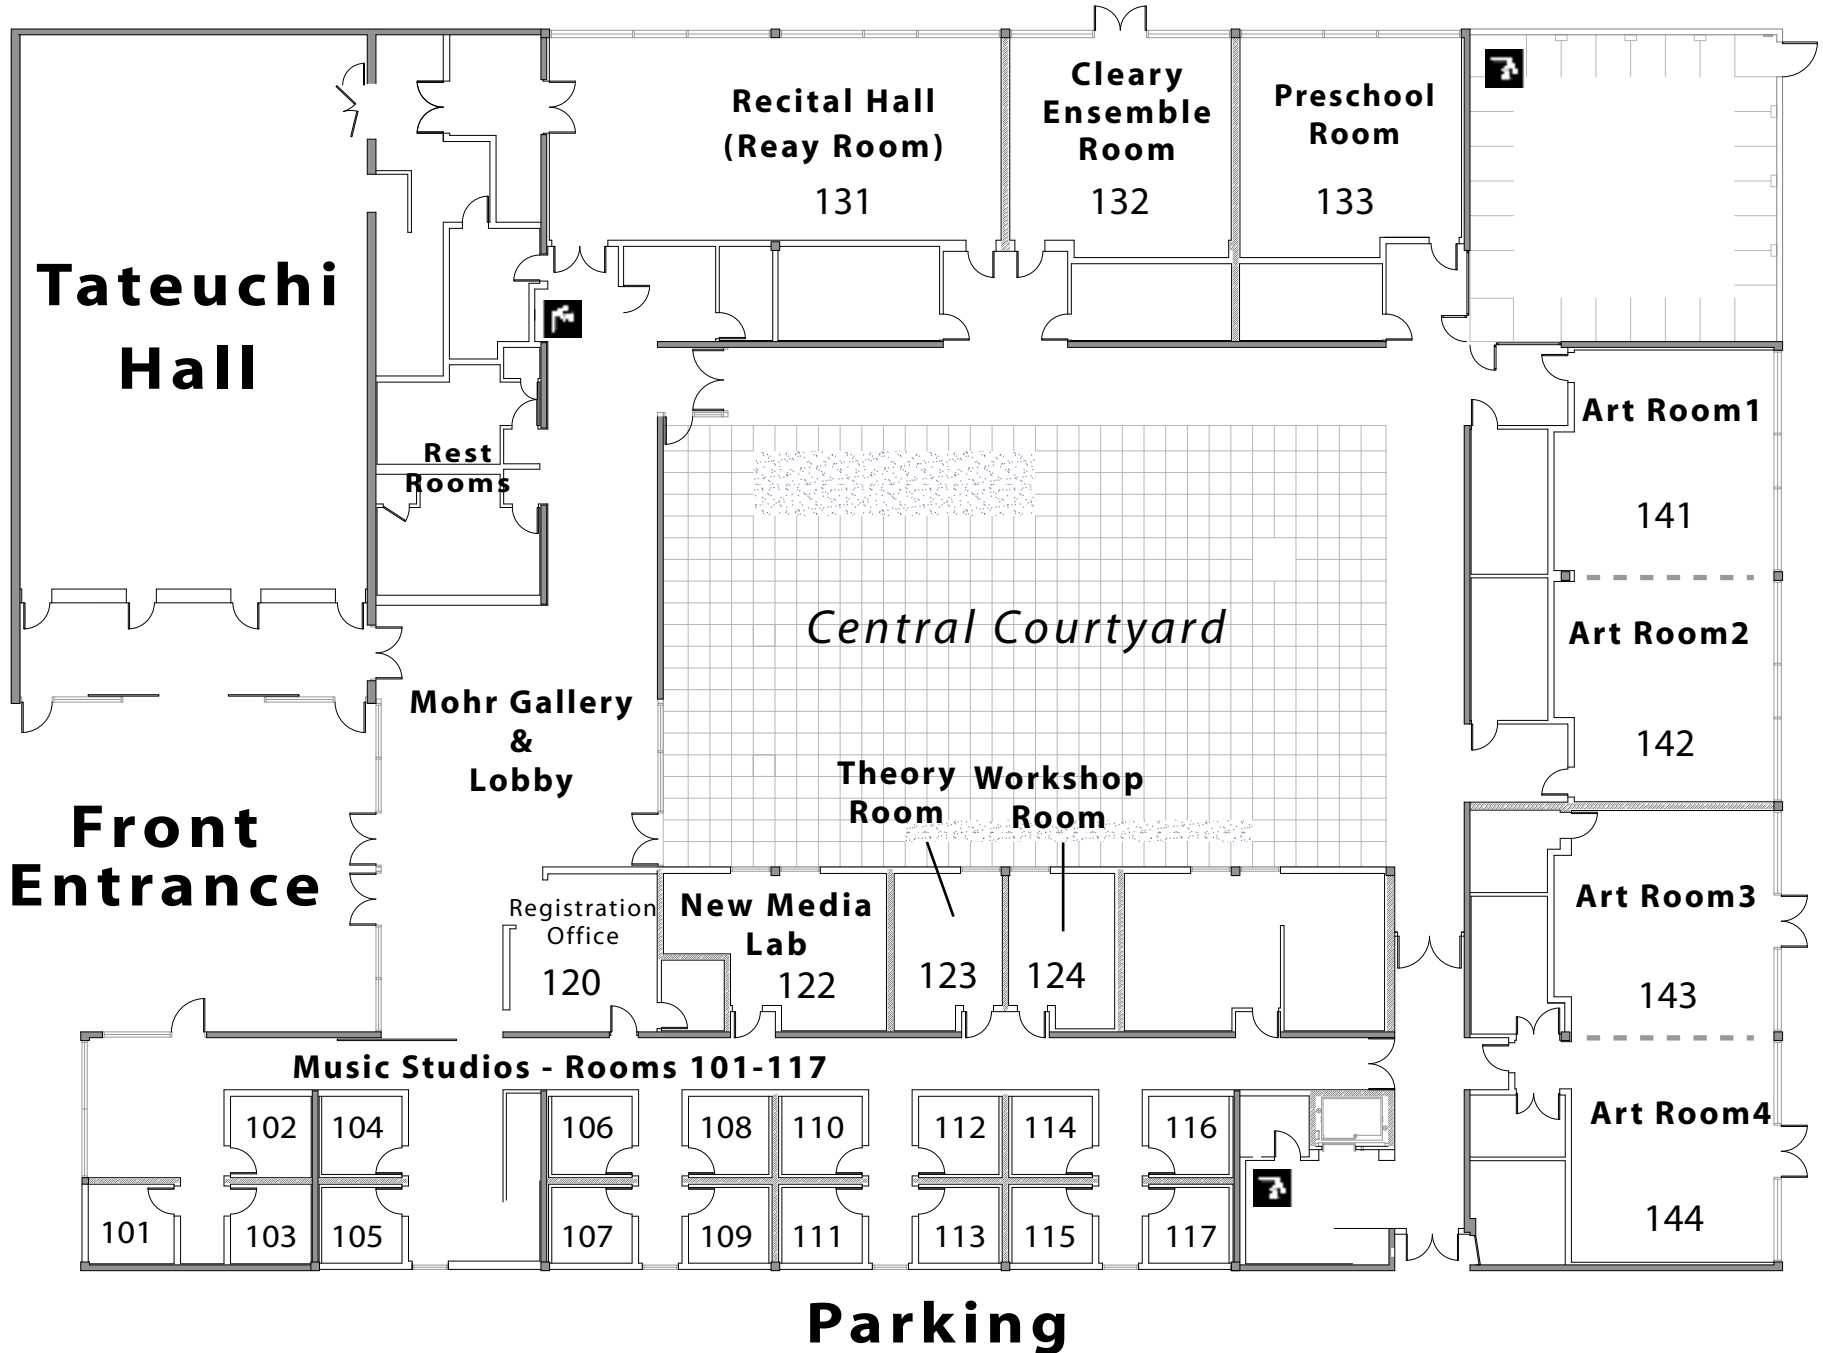 Tateuchi
Hall
Recital Hall
(Reay Room)
131
Cleary
Ensemble
Room
132
Preschool
Room
133
Rest
Rooms
Art Room1
141
Central Courtyard
Art Room2
142
Mohr Gallery
&
Lobby
Theory
Room
Workshop
Room
Front
Entrance
Registration
Office
120
New Media
Lab
122
123
124
Art Room3
143
Music Studios - Rooms 101-117
102
104
106
108
110
112
114
116
Art Room4
101
103
105
107
109
111
113
115
117
144
Parking